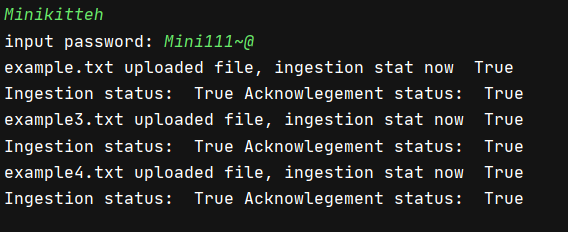 Minikitteh
input password: Mini111~@
example.txt uploaded file, ingestion stat now  True
Ingestion status:  True Acknowlegement status:  True
example3.txt uploaded file, ingestion stat now  True
Ingestion status:  True Acknowlegement status:  True
example4.txt uploaded file, ingestion stat now  True
Ingestion status:  True Acknowlegement status:  True